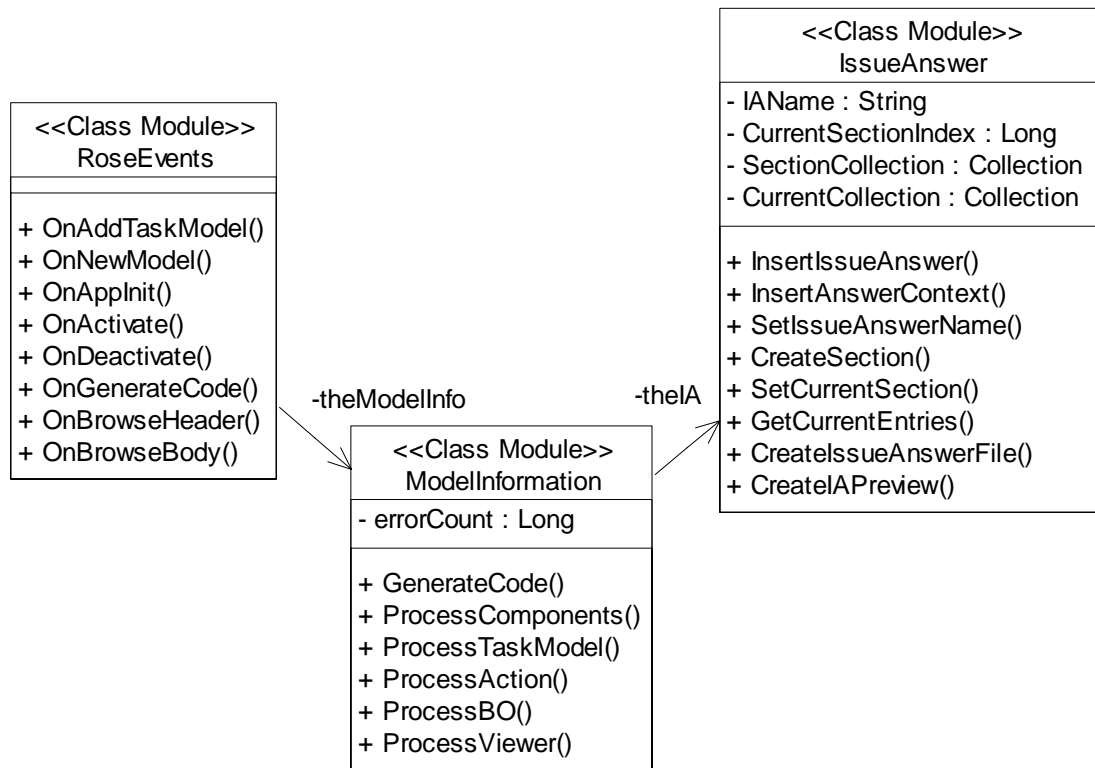 <<Class Module>>
RoseEvents
+ OnAddTaskModel()
+ OnNewModel()
+ OnAppInit()
+ OnActivate()
+ OnDeactivate()
+ OnGenerateCode()
+ OnBrowseHeader()
+ OnBrowseBody()
-theModelInfo
<<Class Module>>
ModelInformation
- errorCount : Long
+ GenerateCode()
+ ProcessComponents()
+ ProcessTaskModel()
+ ProcessAction()
+ ProcessBO()
+ ProcessViewer()
-theIA
<<Class Module>>
IssueAnswer
- IAName : String
- CurrentSectionIndex : Long
- SectionCollection : Collection
- CurrentCollection : Collection
+ InsertIssueAnswer()
+ InsertAnswerContext()
+ SetIssueAnswerName()
+ CreateSection()
+ SetCurrentSection()
+ GetCurrentEntries()
+ CreateIssueAnswerFile()
+ CreateIAPreview()